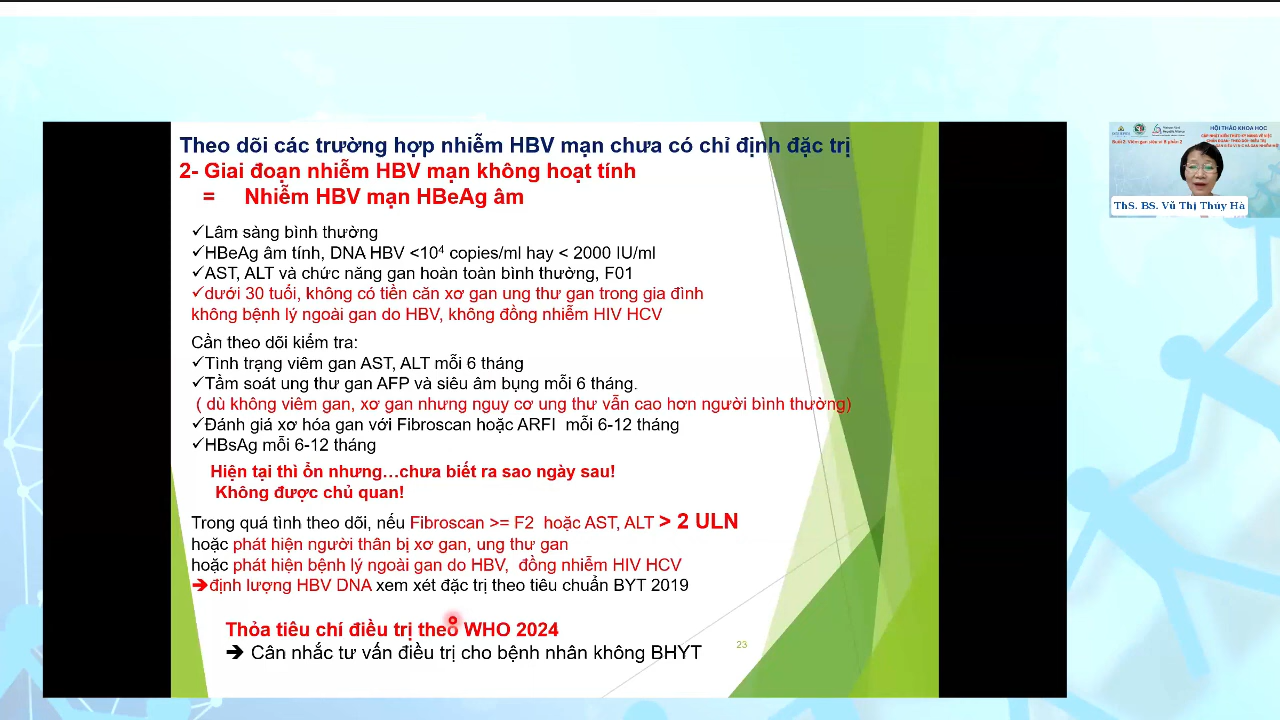 Theo dõi các trường hợp nhiễm HBV mạn chưa có chỉ định đặc trị
2- Giai đoạn nhiễm HBV mạn không hoạt tính
= Nhiễm HBV mạn HBeAg âm
✓Lâm sàng bình thường
✓HBeAg âm tính, DNA HBV <10⁴ copies/ml hay < 2000 IU/ml
✓AST, ALT và chức năng gan hoàn toàn bình thường, F01
✓dưới 30 tuổi, không có tiền căn xơ gan ung thư gan trong gia đình
không bệnh lý ngoài gan do HBV, không đồng nhiễm HIV HCV
Cần theo dõi kiểm tra:
✓Tình trạng viêm gan AST, ALT mỗi 6 tháng
✓Tầm soát ung thư gan AFP và siêu âm bụng mỗi 6 tháng.
( dù không viêm gan, xơ gan nhưng nguy cơ ung thư vẫn cao hơn người bình thường)
✓Đánh giá xơ hóa gan với Fibroscan hoặc ARFI mỗi 6-12 tháng
✓HBsAg mỗi 6-12 tháng
Hiện tại thì ổn nhưng...chưa biết ra sao ngày sau!
Không được chủ quan!
Trong quá tình theo dõi, nếu Fibroscan >= F2 hoặc AST, ALT > 2 ULN
hoặc phát hiện người thân bị xơ gan, ung thư gan
hoặc phát hiện bệnh lý ngoài gan do HBV, đồng nhiễm HIV HCV
➔định lượng HBV DNA xem xét đặc trị theo tiêu chuẩn BYT 2019
Thỏa tiêu chí điều trị theo WHO 2024
➔ Cân nhắc tư vấn điều trị cho bệnh nhân không BHYT
23
HỘI THẢO KHOA HỌC
ThS. BS. Vũ Thị Thúy Hà